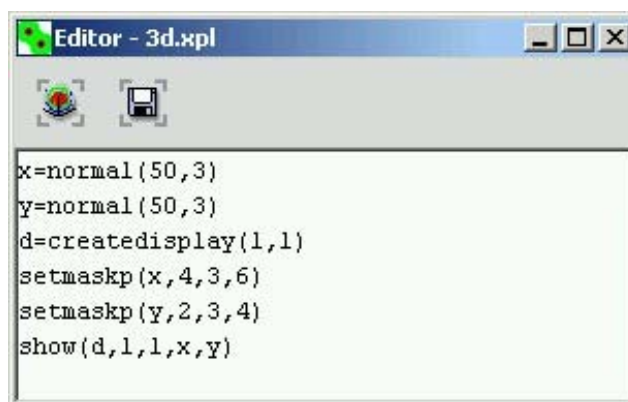 Editor - 3d.xpl
x=normal(50,3)
y=normal(50,3)
d=createdisplay(1,1)
setmaskp(x,4,3,6)
setmaskp(y,2,3,4)
show(d,1,1,x,y)